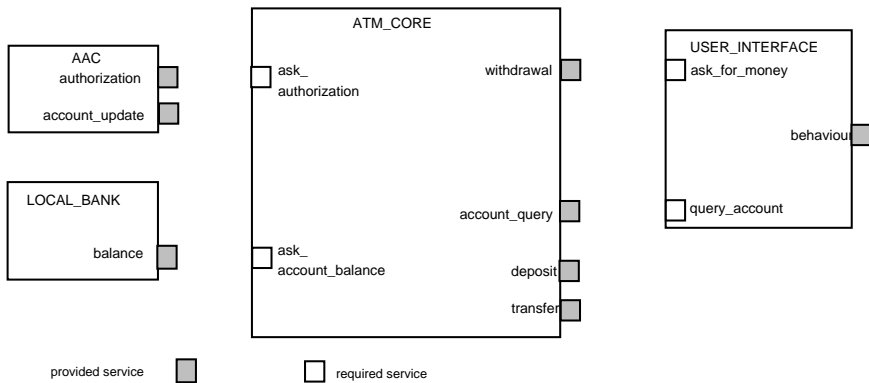 ATM_CORE
AAC
authorization
account_update
ask_
authorization
withdrawal
USER_INTERFACE
ask_for_money
behaviour
query_account
LOCAL_BANK
balance
account_query
ask_
account_balance
deposit
transfer
provided service
required service